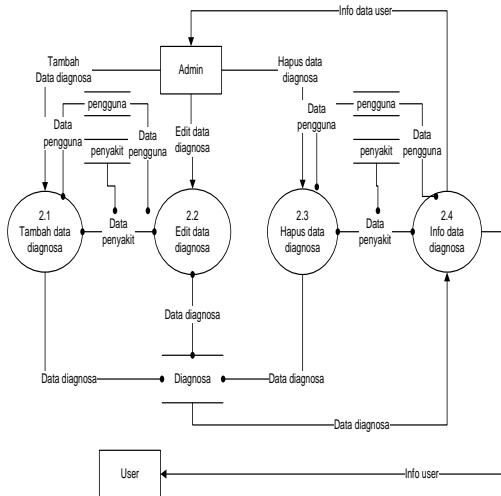 Info data user
Tambah
Data diagnosa
Admin
Hapus data
diagnosa
pengguna
Data
pengguna
penyakit
Data
pengguna
Edit data
diagnosa
Data
pengguna
pengguna
penyakit
Data
pengguna
2.1
Tambah data
diagnosa
Data
penyakit
2.2
Edit data
diagnosa
2.3
Hapus data
diagnosa
Data
penyakit
2.4
Info data
diagnosa
Data diagnosa
Data diagnosa
Diagnosa
Data diagnosa
Data diagnosa
User
Info user